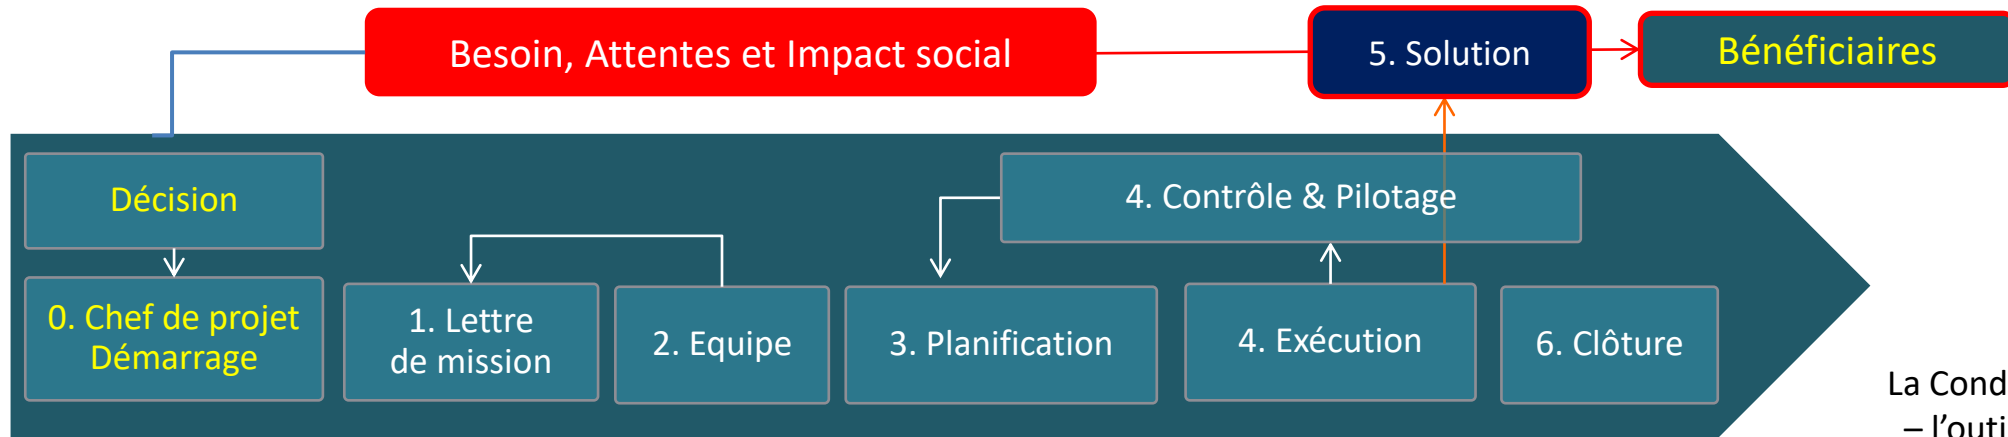 Besoin, Attentes et Impact social
5. Solution
Bénéficiaires
Décision
4. Contrôle & Pilotage
0. Chef de projet
Démarrage
1. Lettre
de mission
2. Equipe
3. Planification
4. Exécution
6. Clôture
La Cond
– l’outi